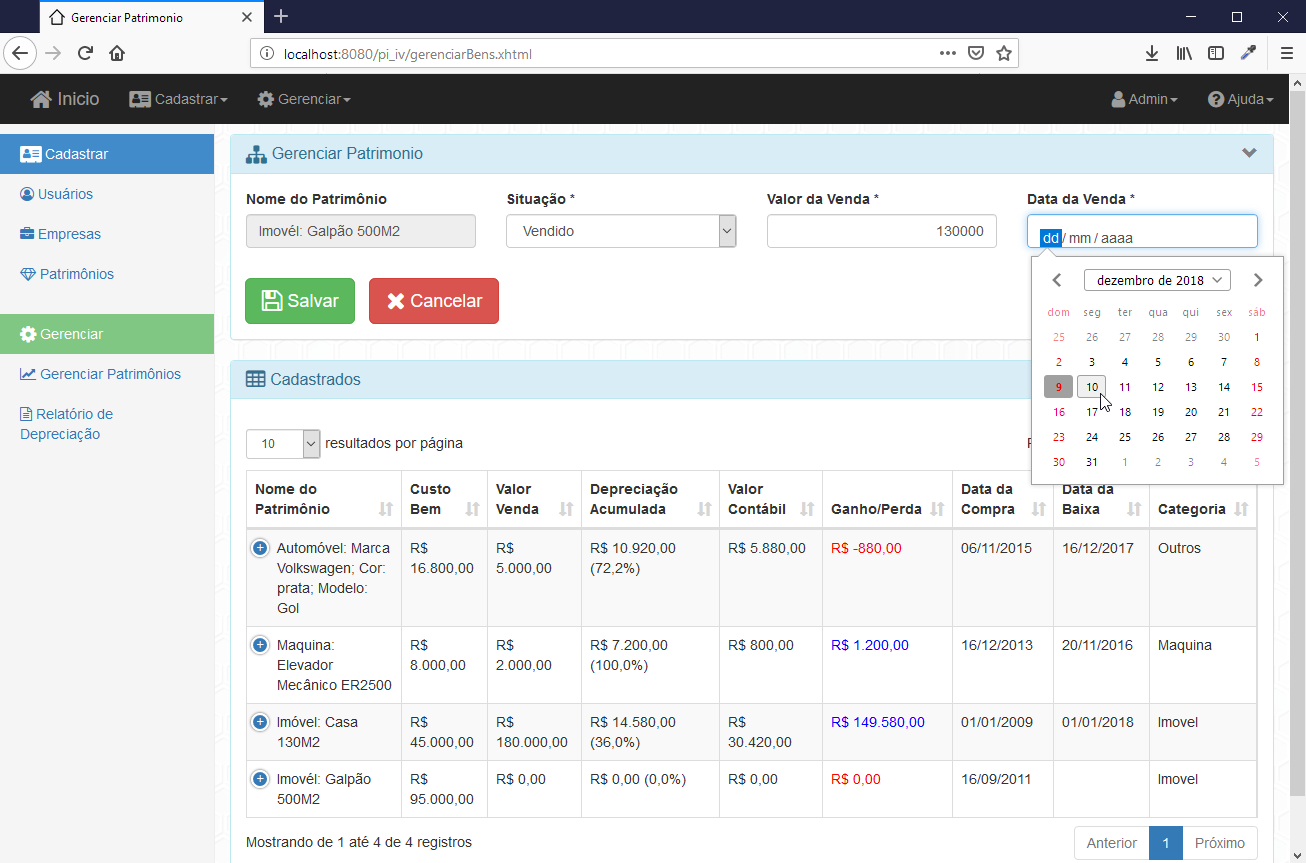 Gerenciar Patrimonio
localhost:8080/pi_iv/gerenciarBens.xhtml
Inicio Cadastrar Gerenciar Admin Ajuda
Cadastrar
Usuários
Empresas
Patrimônios
Gerenciar
Gerenciar Patrimônios
Relatório de
Depreciação
Gerenciar Patrimonio
Nome do Patrimônio Situação * Valor da Venda * Data da Venda *
Imovél: Galpão 500M2 Vendido 130000 dd / mm / aaaa
Salvar Cancelar
dezembro de 2018
dom seg ter qua qui sex sáb
25 26 27 28 29 30 1
2 3 4 5 6 7 8
9 10 11 12 13 14 15
16 17 18 19 20 21 22
23 24 25 26 27 28 29
30 31 1 2 3 4 5
Cadastrados
10 resultados por página
Nome do Custo Valor Depreciação Valor Data da Data da
Patrimônio Bem Venda Acumulada Contábil Ganho/Perda Compra Baixa Categoria
Automóvel: Marca R$ R$ R$ 10.920,00 R$ 5.880,00 R$ -880,00 06/11/2015 16/12/2017 Outros
Volkswagen; Cor: 16.800,00 5.000,00 (72,2%)
prata; Modelo:
Gol
Maquina: R$ R$ R$ 7.200,00 R$ 800,00 R$ 1.200,00 16/12/2013 20/11/2016 Maquina
Elevador 8.000,00 2.000,00 (100,0%)
Mecânico ER2500
Imóvel: Casa R$ R$ R$ 14.580,00 R$ R$ 149.580,00 01/01/2009 01/01/2018 Imovel
130M2 45.000,00 180.000,00 (36,0%) 30.420,00
Imovél: Galpão R$ R$ 0,00 R$ 0,00 (0,0%) R$ 0,00 R$ 0,00 16/09/2011 Imovel
500M2 95.000,00
Mostrando de 1 até 4 de 4 registros Anterior 1 Próximo